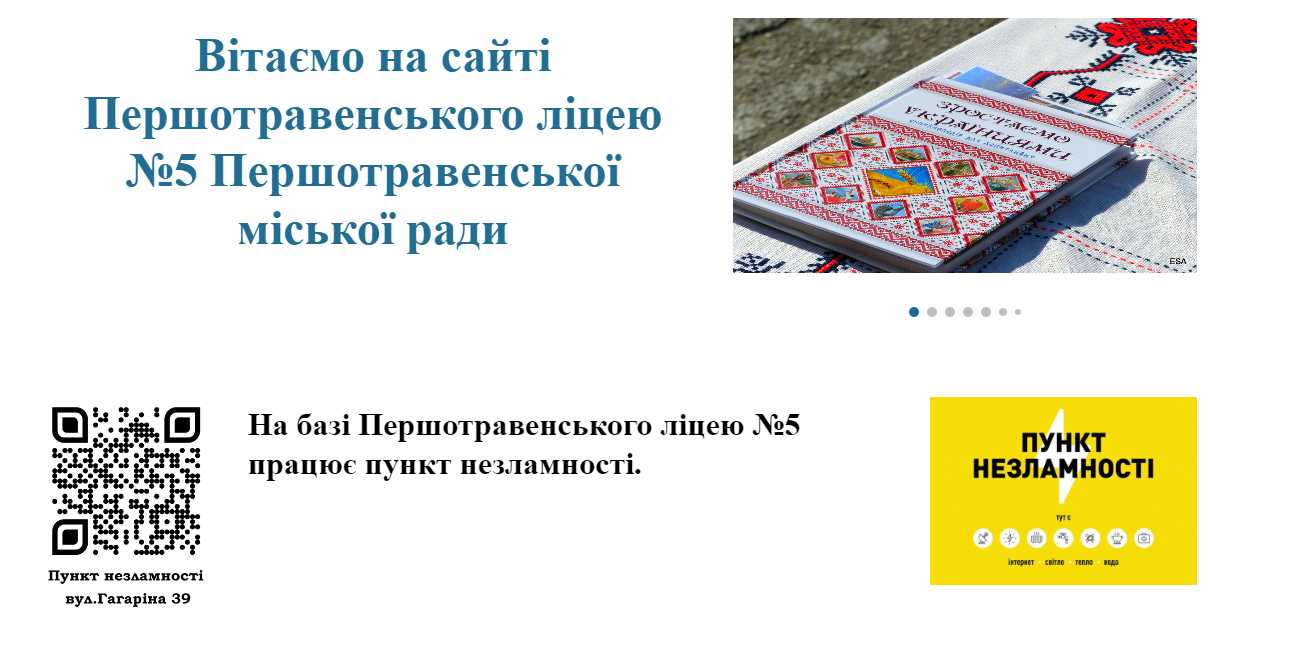 Вітаємо на сайті
Першотравенського ліцею
№5 Першотравенської
міської ради
ЗРОСТАЄМО
УКРАЇНЦЯМИ
ESA
На базі Першотравенського ліцею №5
працює пункт незламності.
Пункт незламності
вул.Гагаріна 39
ПУНКТ
НЕЗЛАМНОСТІ
тут є
інтернет світло тепло вода